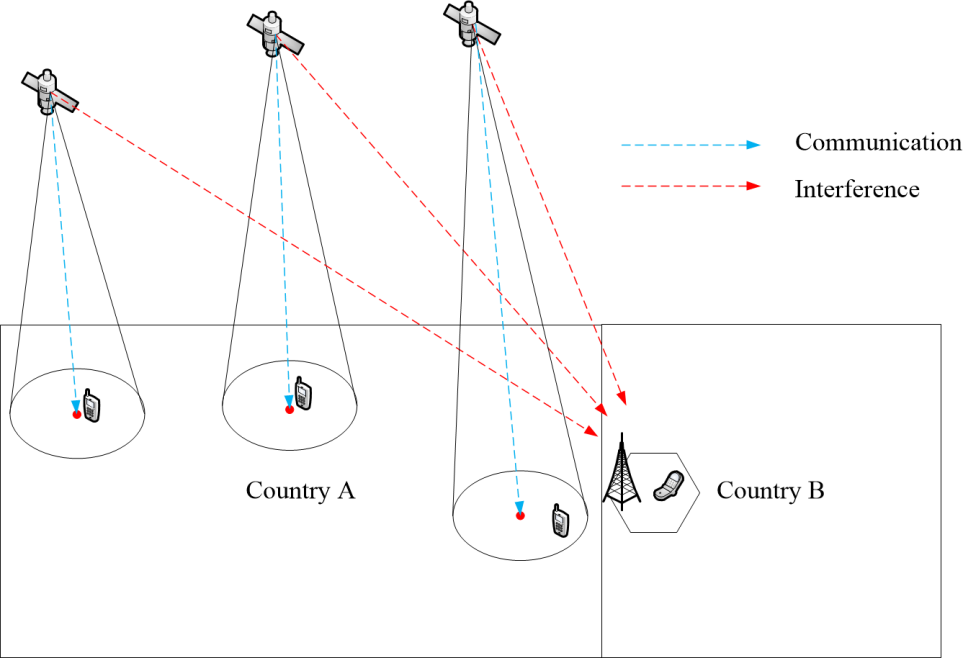 Communication
Interference
Country A
Country B